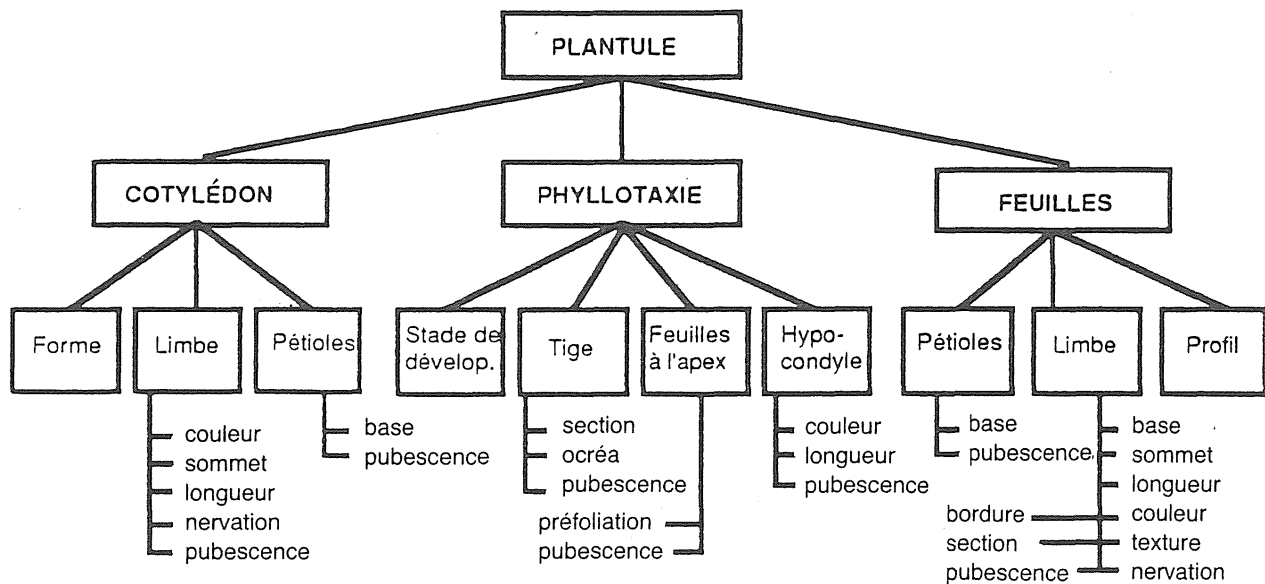 PLANTULE
COTYLÉDON
PHYLLOTAXIE
FEUILLES
Forme
Limbe
Pétioles
Stade de
dévelop.
Tige
Feuilles
à l'apex
Hypo-
condyle
Pétioles
Limbe
Profil
couleur
sommet
longueur
nervation
pubescence
base
pubescence
section
ocréa
pubescence
préfoliation
pubescence
couleur
longueur
pubescence
base
pubescence
base
sommet
longueur
bordure
couleur
section
texture
pubescence
nervation